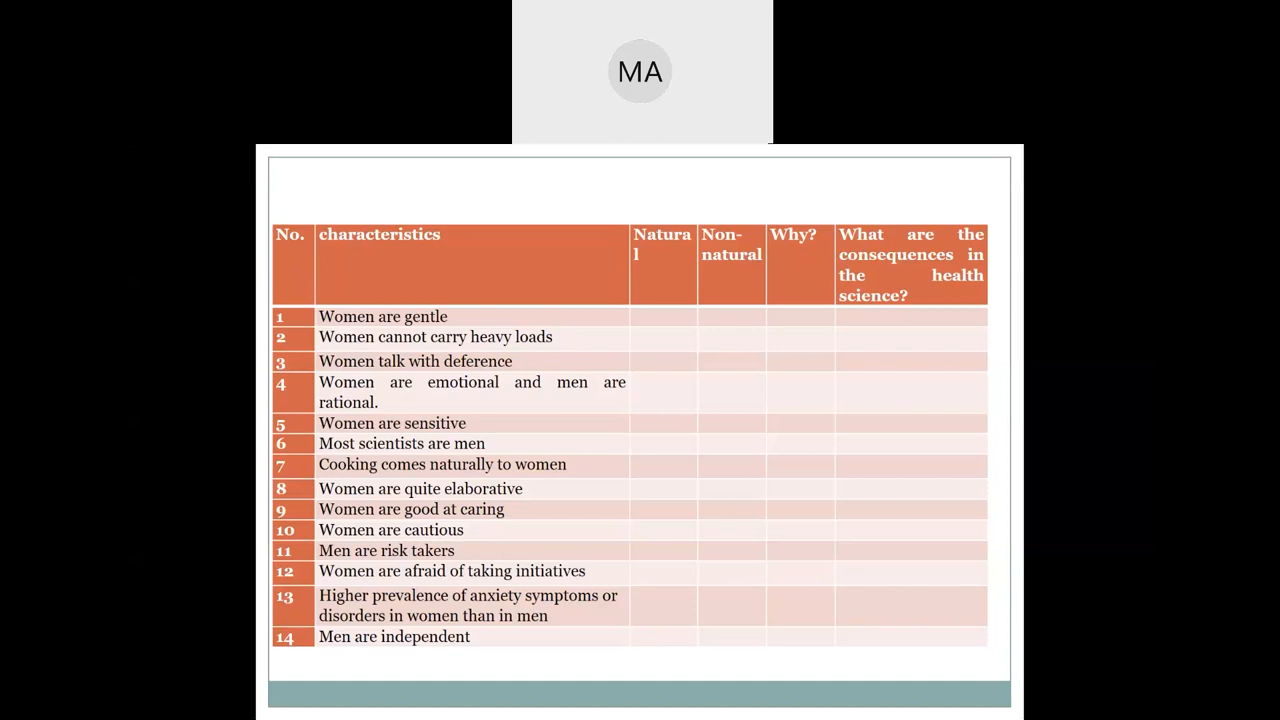 MA
No. characteristics Natura Non- Why? What are the
l natural consequences in
the health
science?
1 Women are gentle
2 Women cannot carry heavy loads
3 Women talk with deference
4 Women are emotional and men are
rational.
5 Women are sensitive
6 Most scientists are men
7 Cooking comes naturally to women
8 Women are quite elaborative
9 Women are good at caring
10 Women are cautious
11 Men are risk takers
12 Women are afraid of taking initiatives
13 Higher prevalence of anxiety symptoms or
disorders in women than in men
14 Men are independent